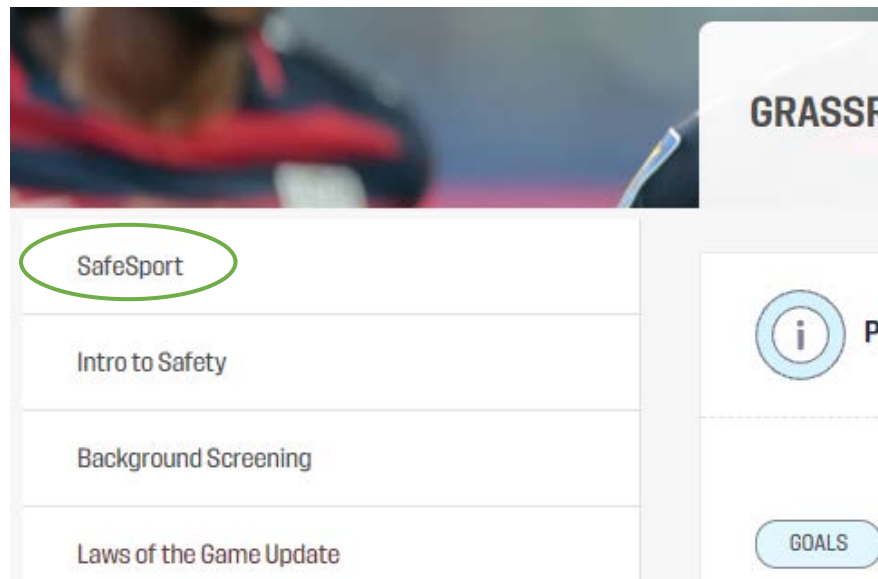 GRASSR
SafeSport
Intro to Safety
i
P
Background Screening
Laws of the Game Update
GOALS